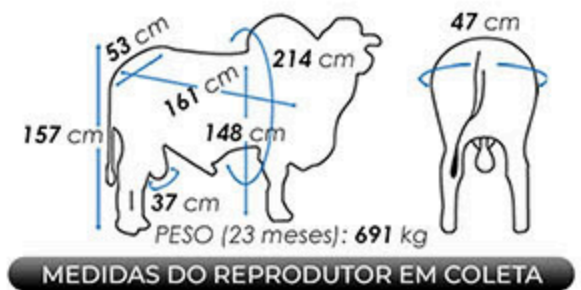 53 cm
47 cm
214 cm
161 cm
157 cm
148 cm
37 cm
PESO (23 meses): 691 kg
MEDIDAS DO REPRODUTOR EM COLETA